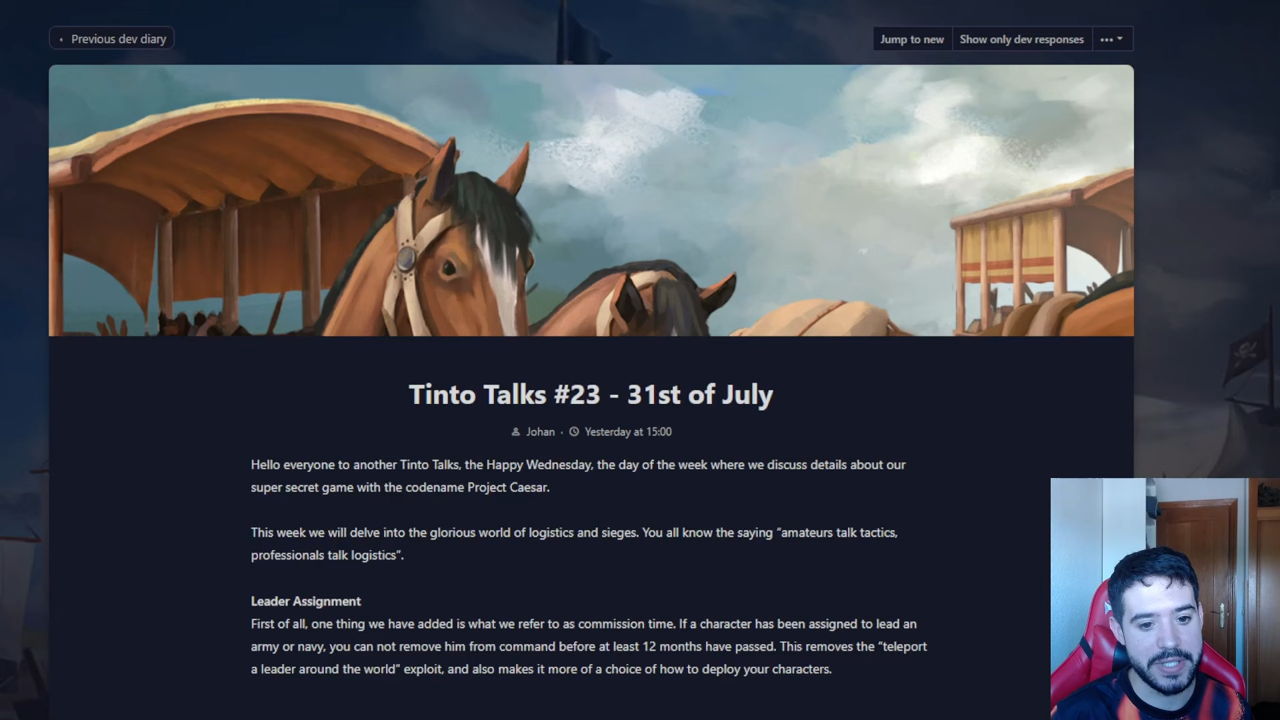 Previous dev diary
Jump to new
Show only dev responses
Tinto Talks #23 - 31st of July
Johan · Yesterday at 15:00
Hello everyone to another Tinto Talks, the Happy Wednesday, the day of the week where we discuss details about our
super secret game with the codename Project Caesar.
This week we will delve into the glorious world of logistics and sieges. You all know the saying “amateurs talk tactics,
professionals talk logistics”.
Leader Assignment
First of all, one thing we have added is what we refer to as commission time. If a character has been assigned to lead an
army or navy, you can not remove him from command before at least 12 months have passed. This removes the “teleport
a leader around the world” exploit, and also makes it more of a choice of how to deploy your characters.